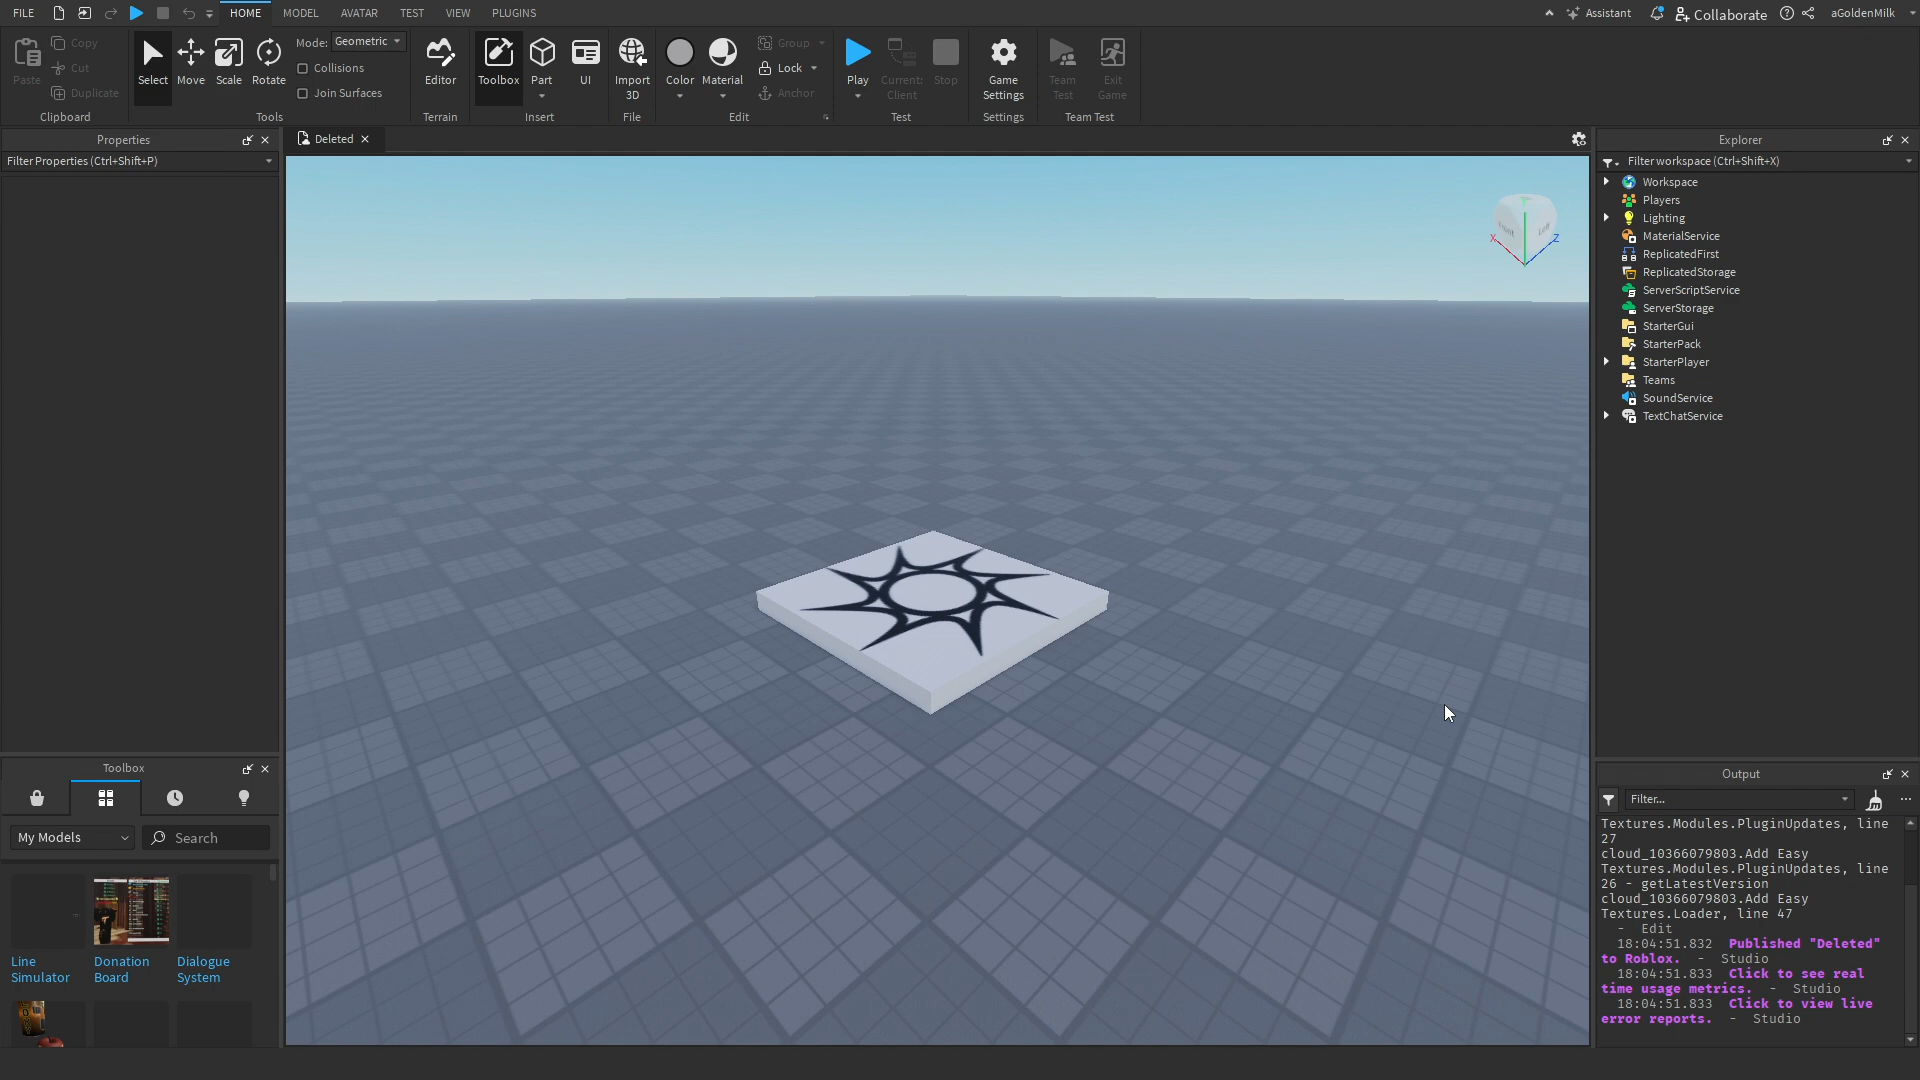 FILE HOME MODEL AVATAR TEST VIEW PLUGINS Assistant Collaborate aGoldenMilk
Paste
Copy
Cut
Duplicate
Clipboard
Select Move Scale Rotate
Mode: Geometric
Collisions
Join Surfaces
Tools
Editor
Terrain
Toolbox Part UI
Insert
Import
3D
File
Color Material
Group
Lock
Anchor
Edit
Play
Current:
Client
Stop
Test
Game
Settings
Settings
Team
Test
Exit
Game
Team Test
Properties
Filter Properties (Ctrl+Shift+P)
Deleted
Front
Left
X
Z
Explorer
Filter workspace (Ctrl+Shift+X)
Workspace
Players
Lighting
MaterialService
ReplicatedFirst
ReplicatedStorage
ServerScriptService
ServerStorage
StarterGui
StarterPack
StarterPlayer
Teams
SoundService
TextChatService
Toolbox
My Models
Search
Line
Simulator
Donation
Board
Dialogue
System
Output
Filter...
Textures.Modules.PluginUpdates, line
27
cloud_10366079803.Add Easy
Textures.Modules.PluginUpdates, line
26 - getLatestVersion
cloud_10366079803.Add Easy
Textures.Loader, line 47
- Edit
18:04:51.832 Published "Deleted"
to Roblox. - Studio
18:04:51.833 Click to see real
time usage metrics. - Studio
18:04:51.833 Click to view live
error reports. - Studio